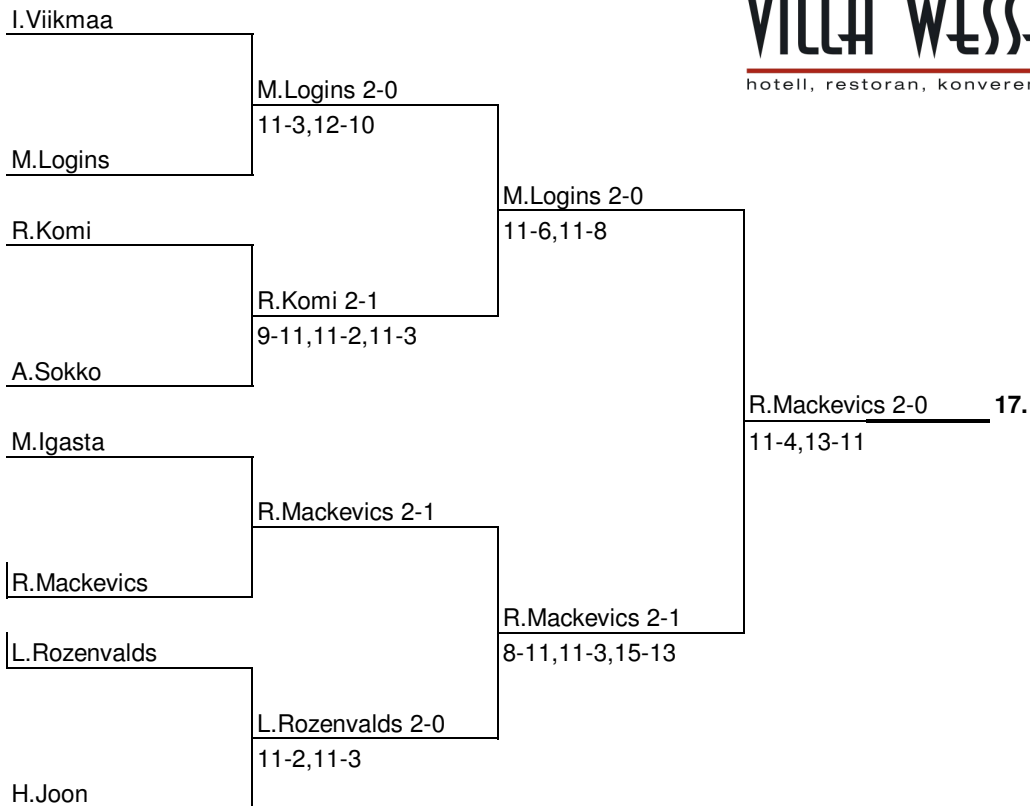 I.Viikmaa
VILLA WESS
hotell, restoran, konveren
M.Logins 2-0
11-3,12-10
M.Logins
M.Logins 2-0
11-6,11-8
R.Komi
R.Komi 2-1
9-11,11-2,11-3
A.Sokko
R.Mackevics 2-0 17.
11-4,13-11
M.Igasta
R.Mackevics 2-1
R.Mackevics
R.Mackevics 2-1
8-11,11-3,15-13
L.Rozenvalds
L.Rozenvalds 2-0
11-2,11-3
H.Joon